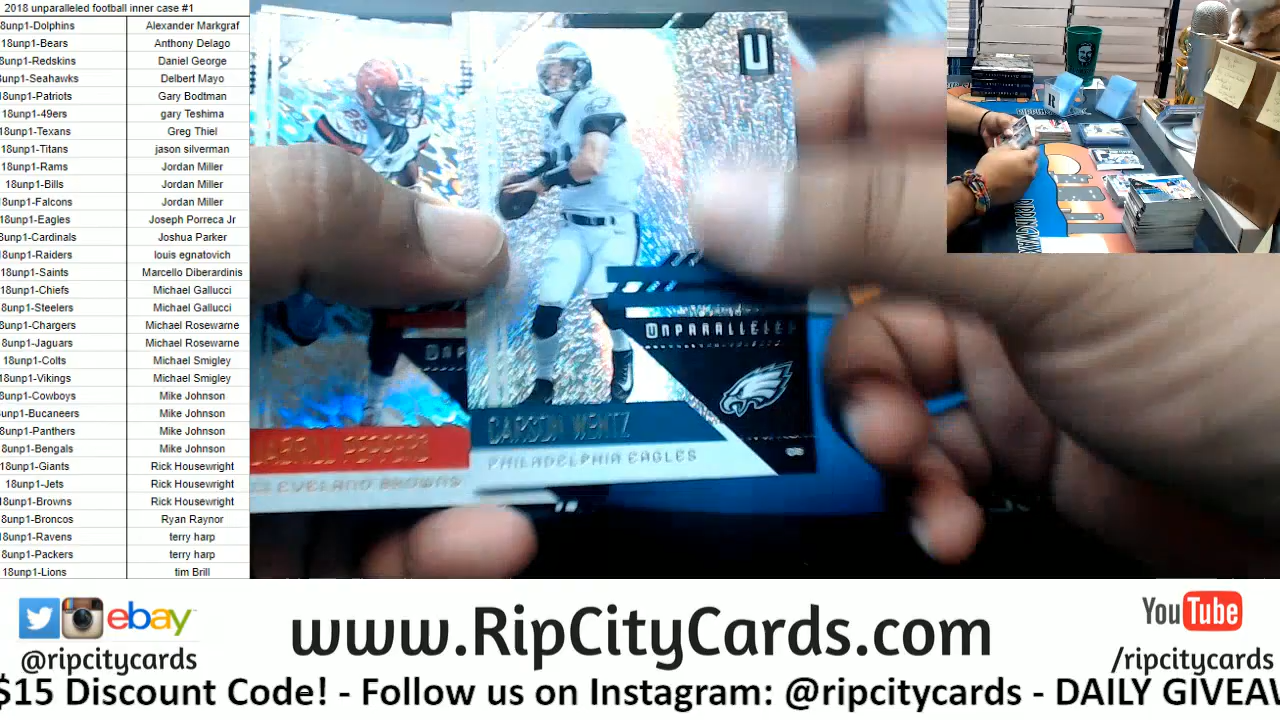 2018 unparalleled football inner case #1
8unp1-Dolphins Alexander Markgraf
18unp1-Bears Anthony Delago
8unp1-Redskins Daniel George
8unp1-Seahawks Delbert Mayo
8unp1-Patriots Gary Bodtman
18unp1-49ers gary Teshima
18unp1-Texans Greg Thiel
18unp1-Titans jason silverman
18unp1-Rams Jordan Miller
18unp1-Bills Jordan Miller
18unp1-Falcons Jordan Miller
18unp1-Eagles Joseph Porreca Jr
8unp1-Cardinals Joshua Parker
18unp1-Raiders louis egnatovich
18unp1-Saints Marcello Diberardinis
18unp1-Chiefs Michael Gallucci
8unp1-Steelers Michael Gallucci
8unp1-Chargers Michael Rosewarne
8unp1-Jaguars Michael Rosewarne
18unp1-Colts Michael Smigley
18unp1-Vikings Michael Smigley
8unp1-Cowboys Mike Johnson
unp1-Bucaneers Mike Johnson
8unp1-Panthers Mike Johnson
8unp1-Bengals Mike Johnson
18unp1-Giants Rick Housewright
18unp1-Jets Rick Housewright
18unp1-Browns Rick Housewright
8unp1-Broncos Ryan Raynor
18unp1-Ravens terry harp
8unp1-Packers terry harp
18unp1-Lions tim Brill
U
UNPARALLELED
CARSON WENTZ
PHILADELPHIA EAGLES
PEPPERS
CLEVELAND BROWNS
ebay
@ripcitycards
www.RipCityCards.com
YouTube
/ripcitycards
$15 Discount Code! - Follow us on Instagram: @ripcitycards - DAILY GIVEAW